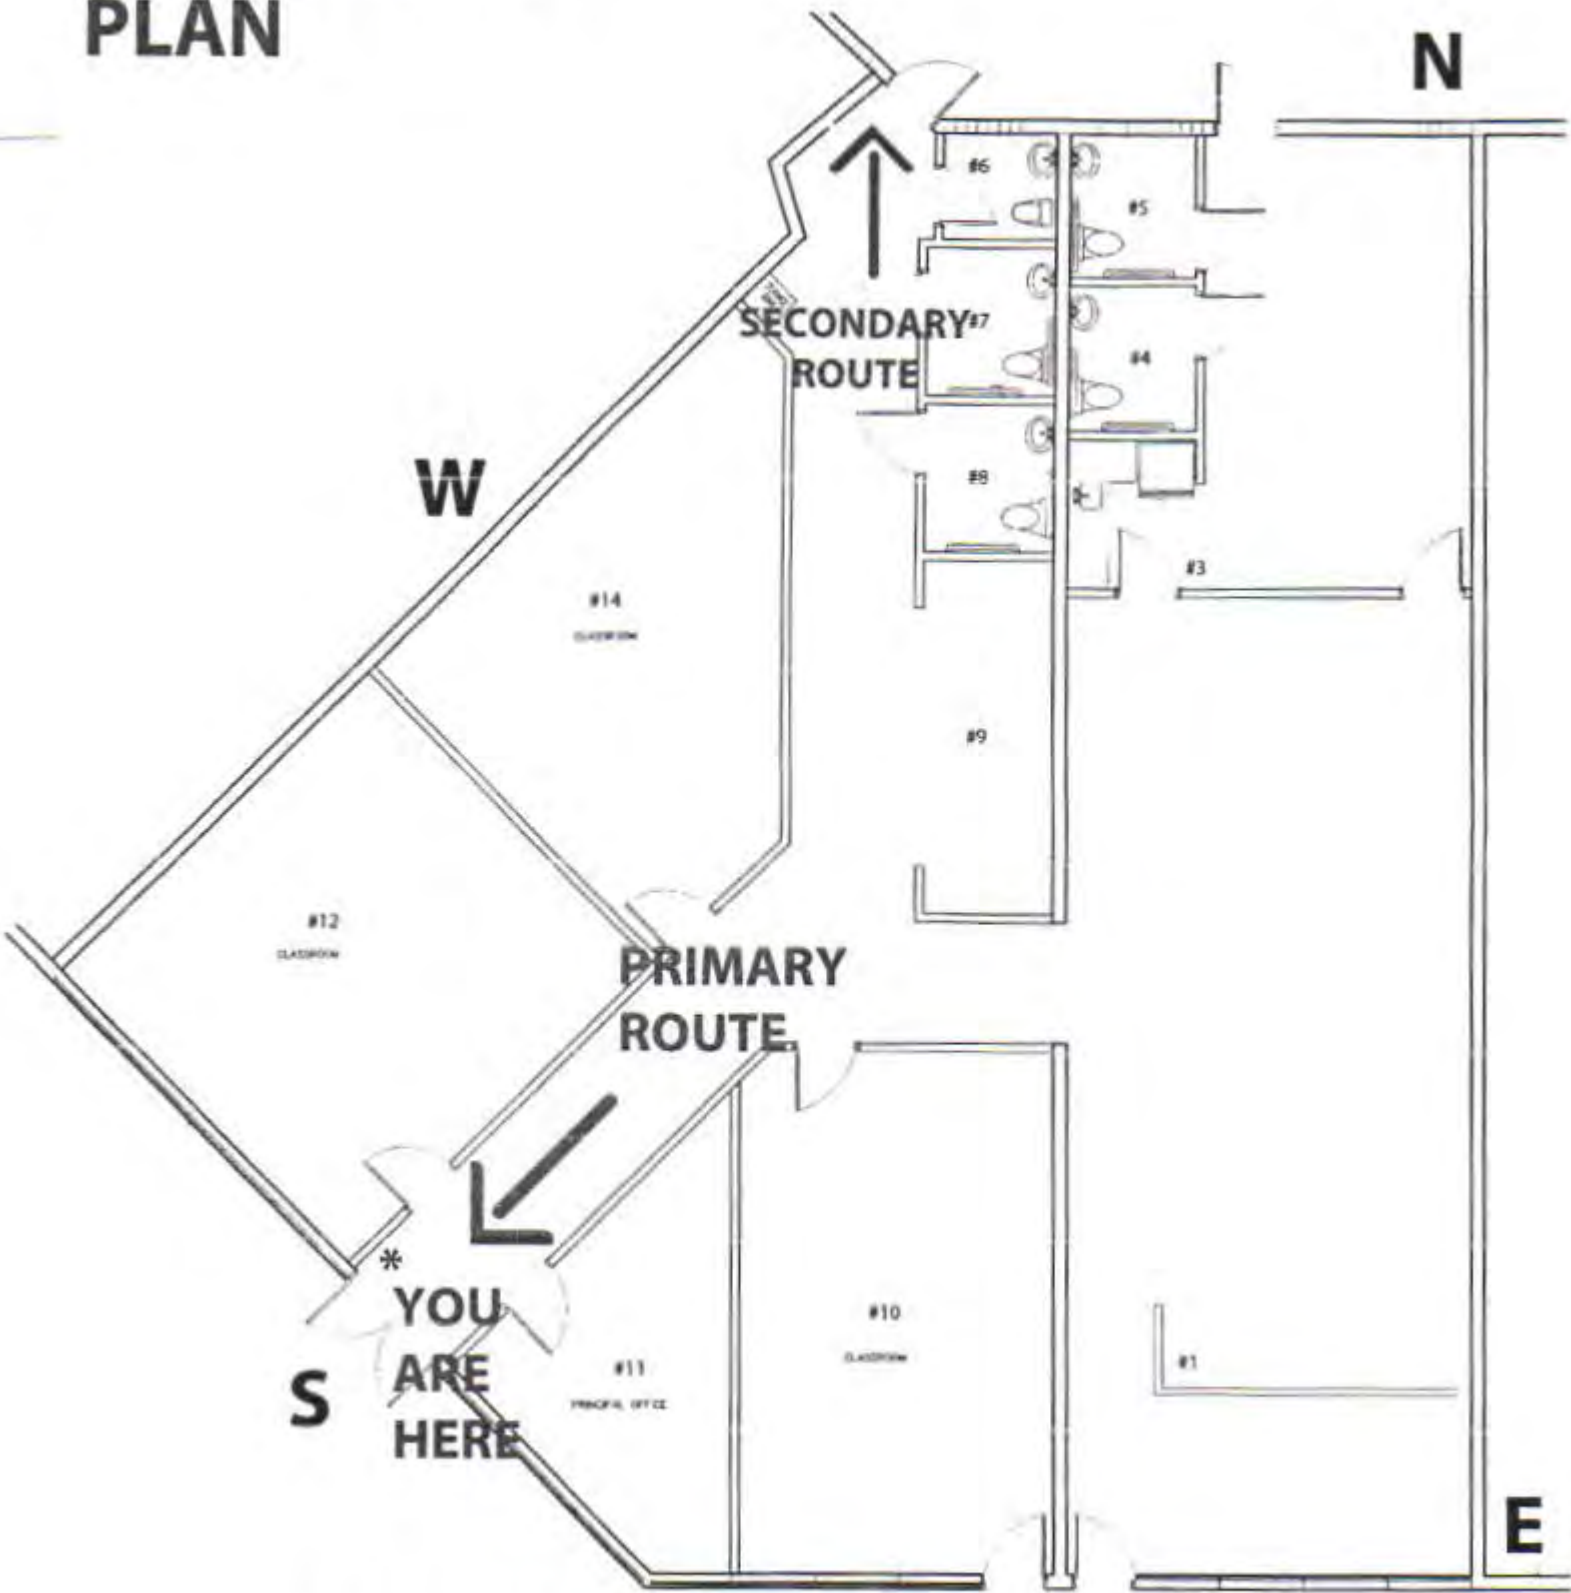 PLAN
N
#6
#5
SECONDARY
ROUTE
#7
#4
W
#8
#3
#14
CLASSROOM
#9
#12
CLASSROOM
PRIMARY
ROUTE
*
YOU
ARE
HERE
#10
CLASSROOM
#11
PRINCIPAL OFFICE
#1
S
E